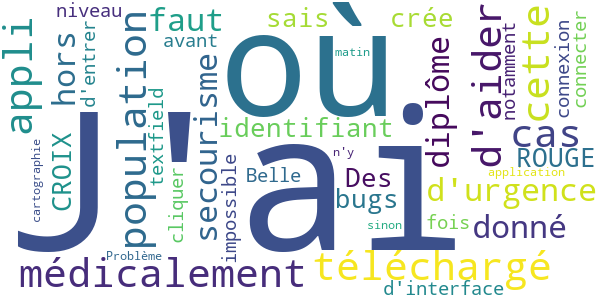 niveau
faut
où
sais
crée
appli
hors
d'entrer
population
avant
secourisme
matin
diplôme
d'aider
notamment
cette
connexion
connecter
textfield
identifiant
cas
J'ai
cartographie
CROIX
cliquer
impossible
n'y
Belle
Des
ROUGE
application
bugs
d'urgence
fois
sinon
donné
Problème
médicalement
téléchargé
d'interface